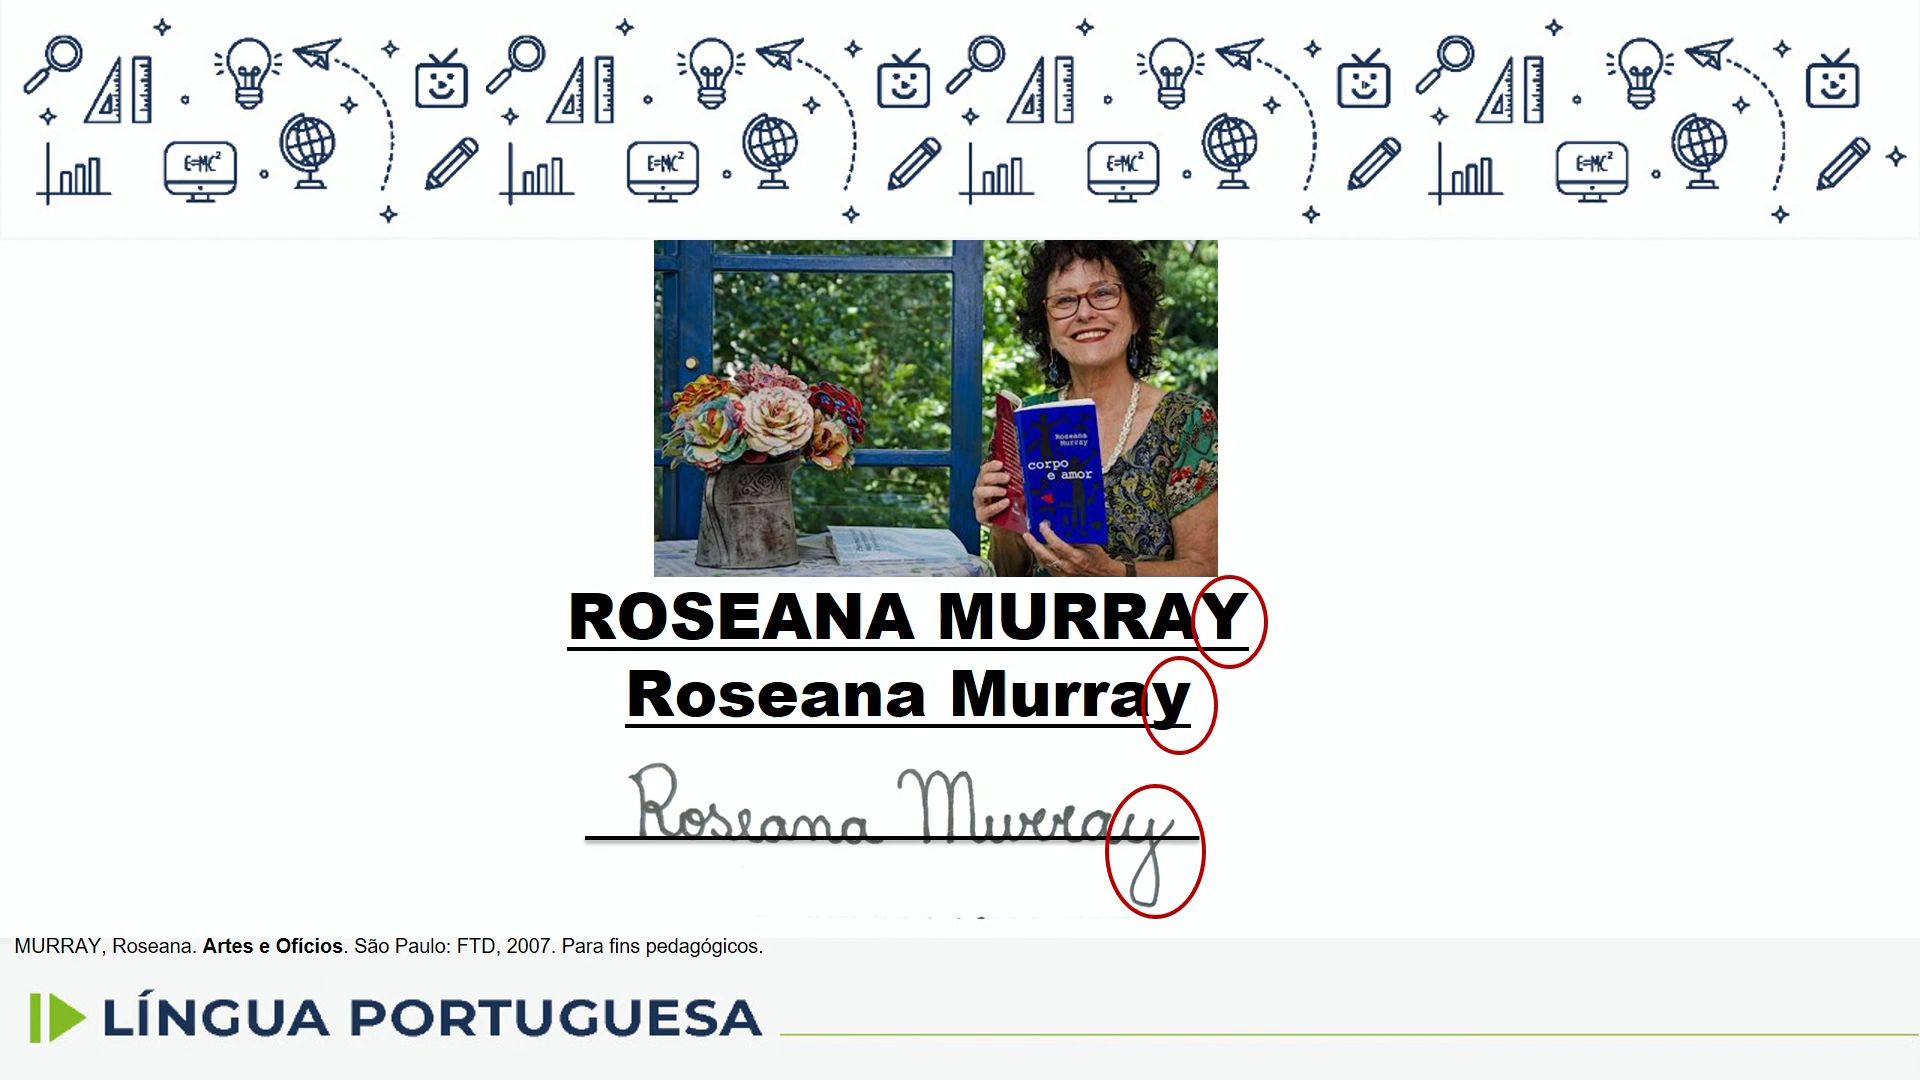 E=MC² E=MC² E=MC² E=MC²
Roseana
Murray
corpo
e amor
ROSEANA MURRAY
Roseana Murray
Roseana Murray
MURRAY, Roseana. Artes e Ofícios. São Paulo: FTD, 2007. Para fins pedagógicos.
LÍNGUA PORTUGUESA